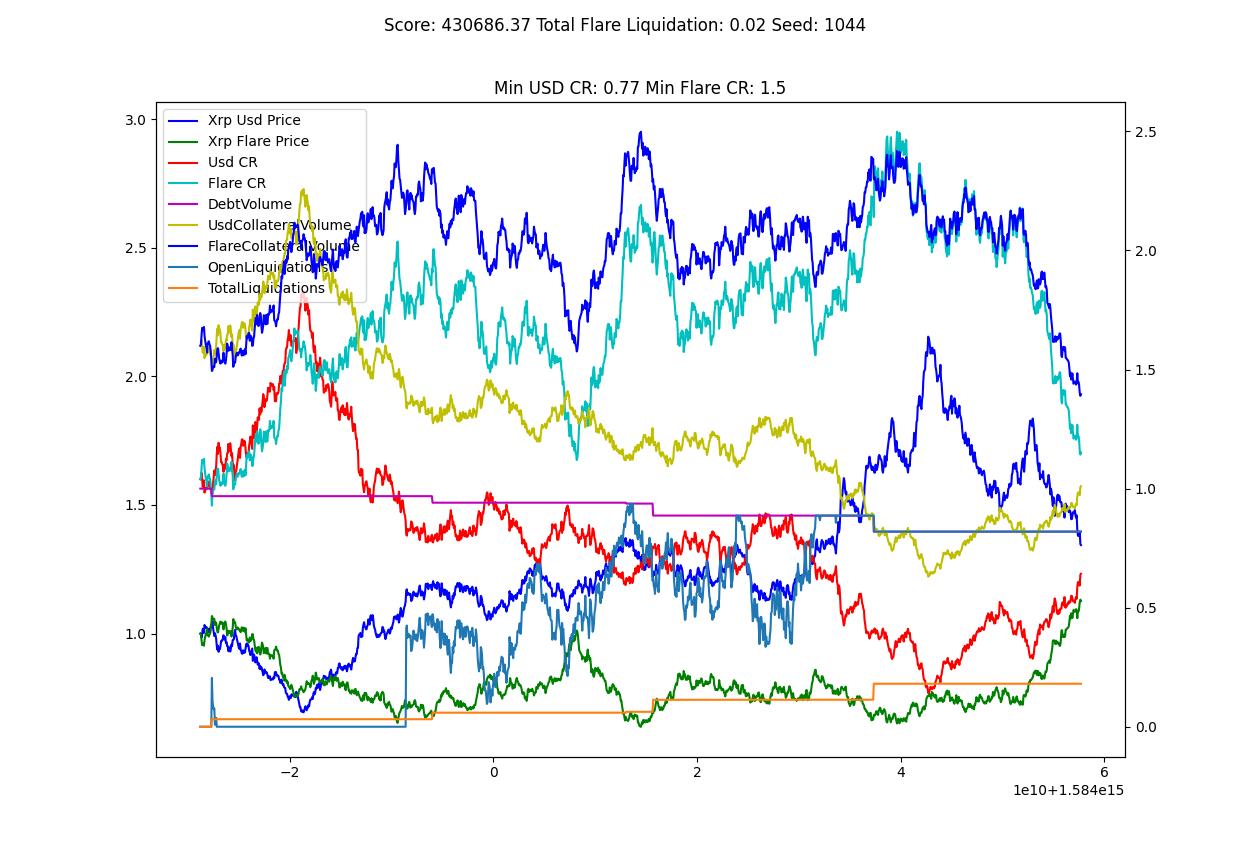 Score: 430686.37 Total Flare Liquidation: 0.02 Seed: 1044
Min USD CR: 0.77 Min Flare CR: 1.5
Xrp Usd Price
Xrp Flare Price
Usd CR
Flare CR
DebtVolume
UsdCollateralVolume
FlareCollateralVolume
OpenLiquidations
TotalLiquidations
3.0
2.5
2.0
1.5
1.0
2.5
2.0
1.5
1.0
0.5
0.0
−2
0
2
4
6
1e10+1.584e15